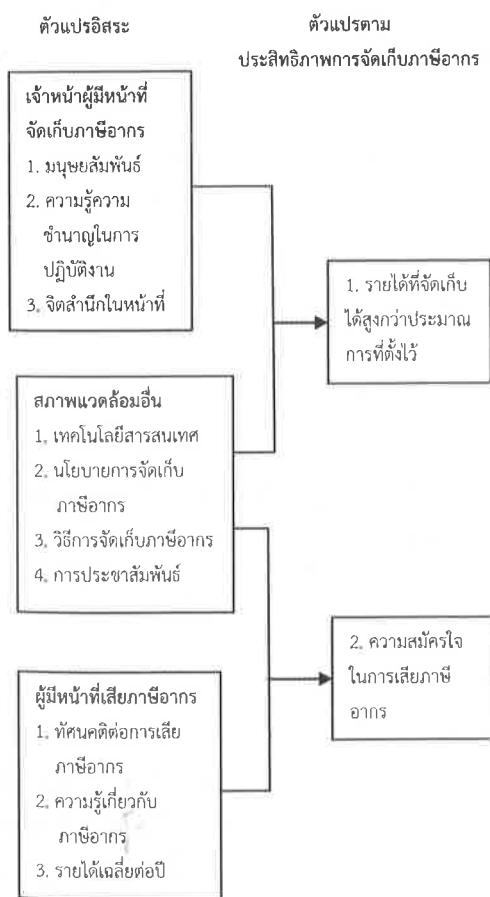 ตัวแปรอิสระ
ตัวแปรตาม
ประสิทธิภาพการจัดเก็บภาษีอากร
เจ้าหน้าผู้มีหน้าที่
จัดเก็บภาษีอากร
1. มนุษยสัมพันธ์
2. ความรู้ความ
ชำนาญในการ
ปฏิบัติงาน
3. จิตสำนึกในหน้าที่
1. รายได้ที่จัดเก็บ
ได้สูงกว่าประมาณ
การที่ตั้งไว้
สภาพแวดล้อมอื่น
1. เทคโนโลยีสารสนเทศ
2. นโยบายการจัดเก็บ
ภาษีอากร
3. วิธีการจัดเก็บภาษีอากร
4. การประชาสัมพันธ์
2. ความสมัครใจ
ในการเสียภาษี
อากร
ผู้มีหน้าที่เสียภาษีอากร
1. ทัศนคติต่อการเสีย
ภาษีอากร
2. ความรู้เกี่ยวกับ
ภาษีอากร
3. รายได้เฉลี่ยต่อปี